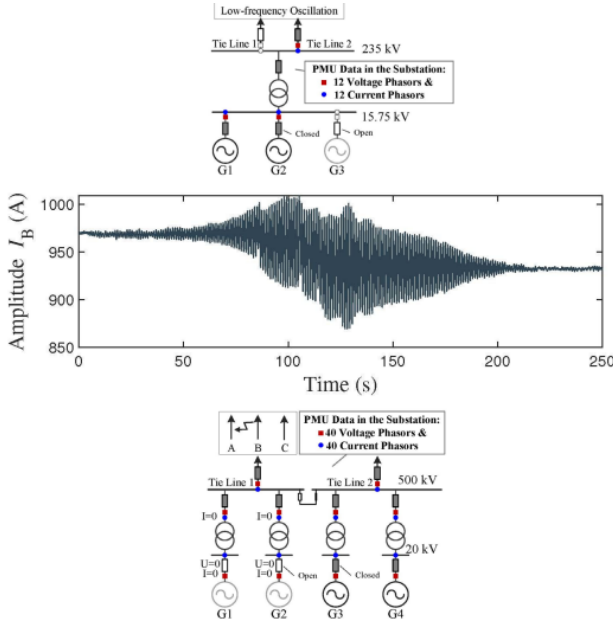 Low-frequency Oscillation
Tie Line 1
Tie Line 2
235 kV
PMU Data in the Substation:
12 Voltage Phasors &
12 Current Phasors
15.75 kV
Closed
Open
G1
G2
G3
Amplitude I_B (A)
1000
950
900
850
0
50
100
150
200
250
Time (s)
PMU Data in the Substation:
40 Voltage Phasors &
40 Current Phasors
A
B
C
Tie Line 1
Tie Line 2
500 kV
I=0
I=0
20 kV
U=0
I=0
U=0
I=0
Open
Closed
G1
G2
G3
G4